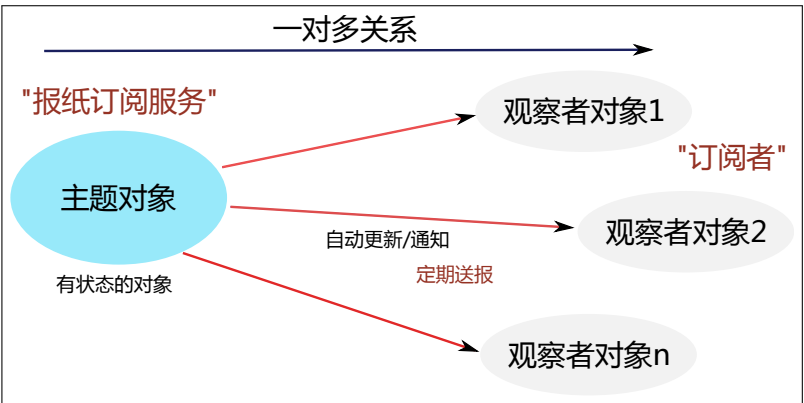 一对多关系
"报纸订阅服务"
观察者对象1
"订阅者"
主题对象
观察者对象2
自动更新/通知
定期送报
有状态的对象
观察者对象n